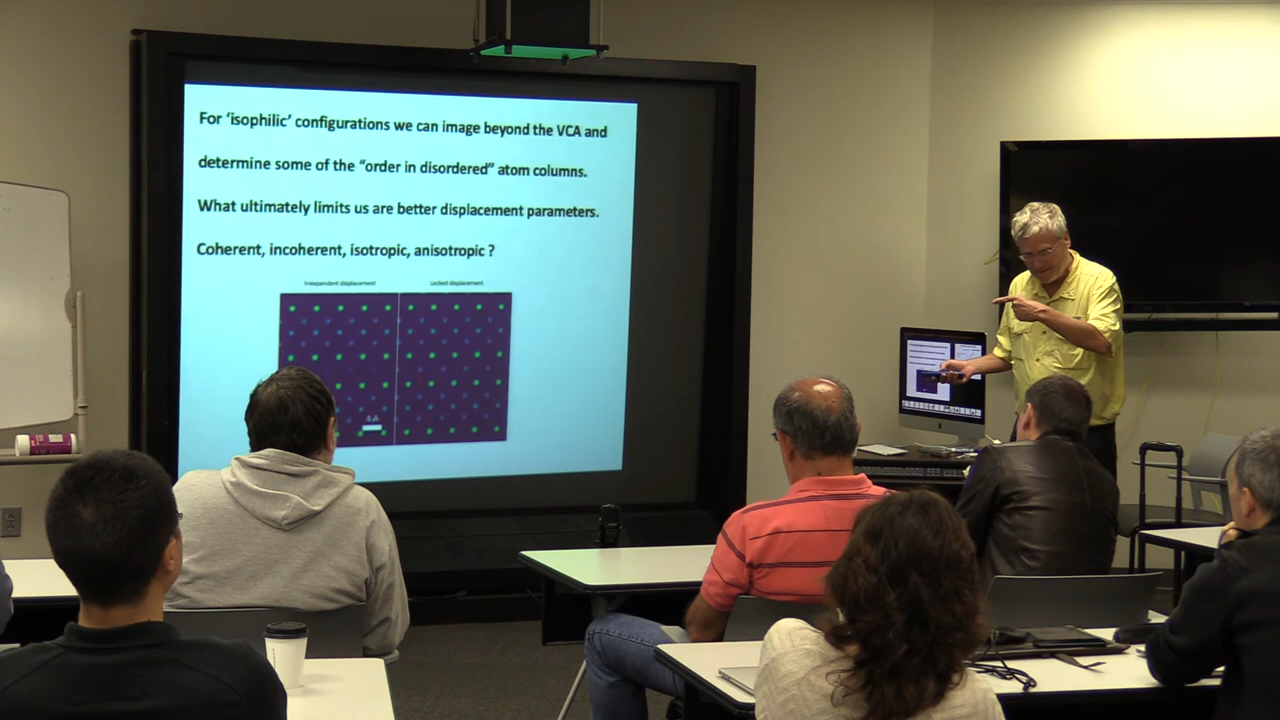 For ‘isophilic’ configurations we can image beyond the VCA and
determine some of the “order in disordered” atom columns.
What ultimately limits us are better displacement parameters.
Coherent, incoherent, isotropic, anisotropic ?
Independent displacement
Locked displacement
4 Å